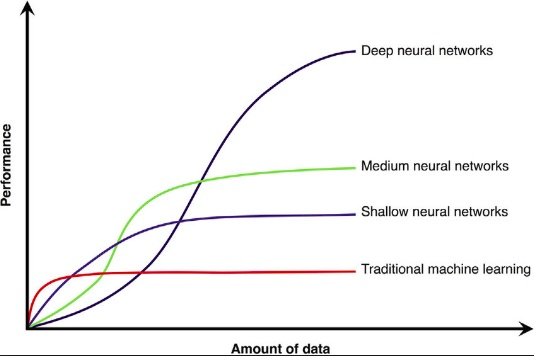 Deep neural networks
Medium neural networks
Shallow neural networks
Traditional machine learning
Performance
Amount of data